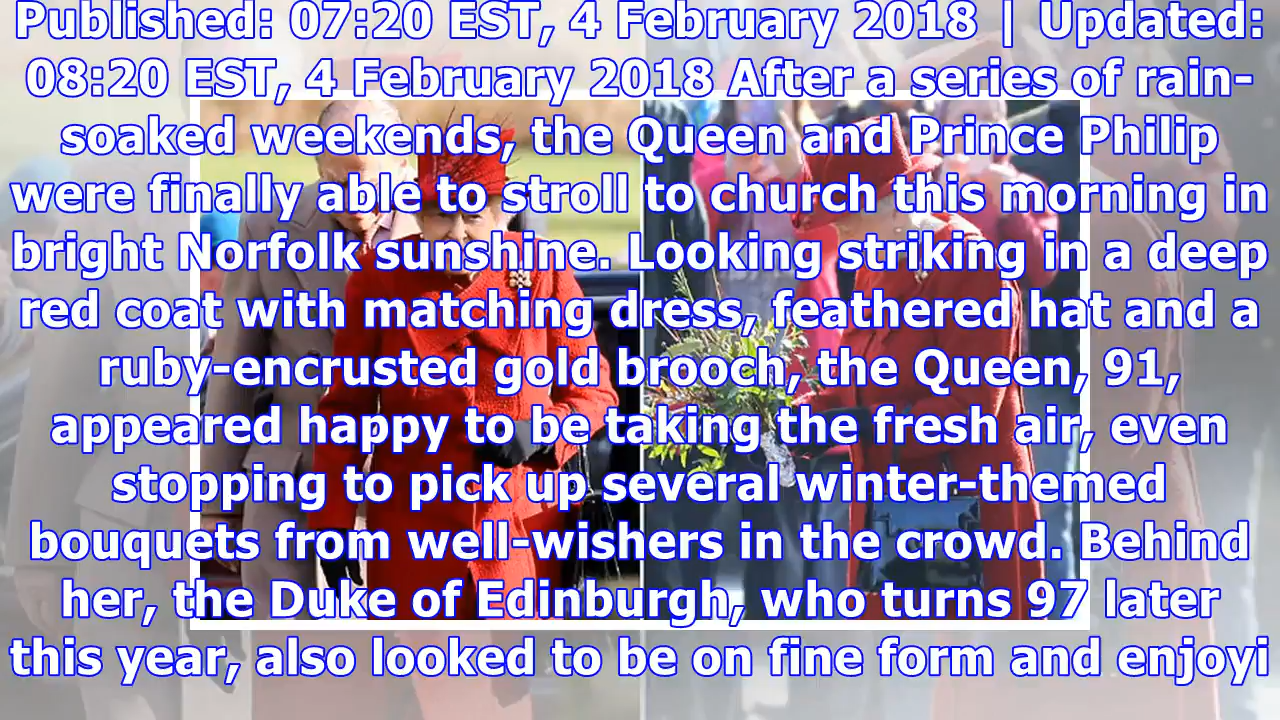 Published: 07:20 EST, 4 February 2018 | Updated:
08:20 EST, 4 February 2018 After a series of rain-
soaked weekends, the Queen and Prince Philip
were finally able to stroll to church this morning in
bright Norfolk sunshine. Looking striking in a deep
red coat with matching dress, feathered hat and a
ruby-encrusted gold brooch, the Queen, 91,
appeared happy to be taking the fresh air, even
stopping to pick up several winter-themed
bouquets from well-wishers in the crowd. Behind
her, the Duke of Edinburgh, who turns 97 later
this year, also looked to be on fine form and enjoyi